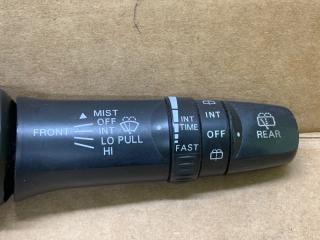 MIST
OFF
FRONT INT
LO PULL
HI
INT
TIME
FAST
INT
OFF
REAR